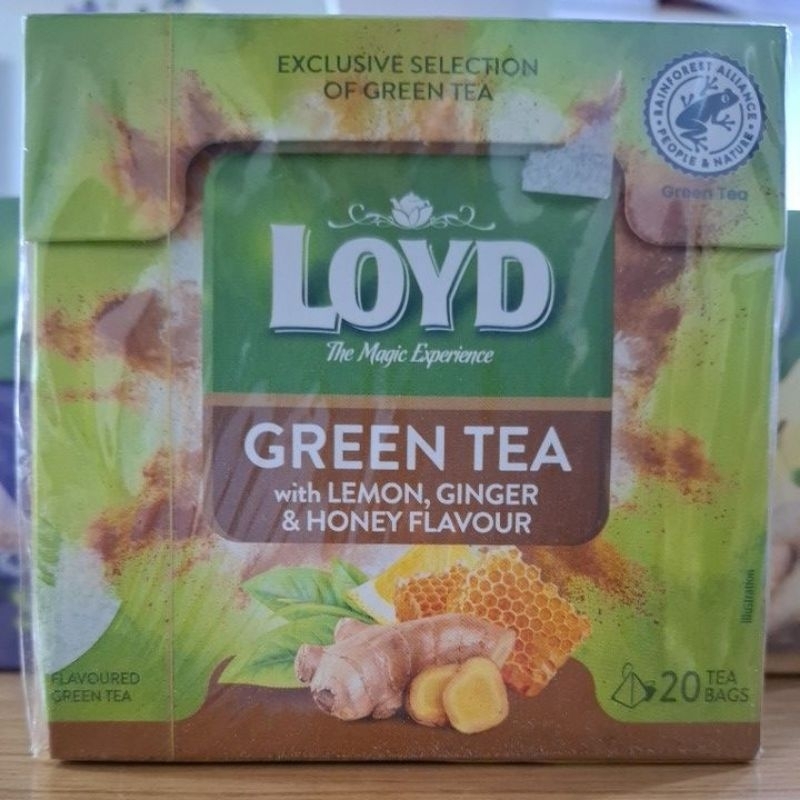 EXCLUSIVE SELECTION
OF GREEN TEA
RAINFOREST ALLIANCE
PEOPLE & NATURE
Green Tea
LOYD
The Magic Experience
GREEN TEA
with LEMON, GINGER
& HONEY FLAVOUR
Illustration
FLAVOURED
GREEN TEA
20 TEA
BAGS